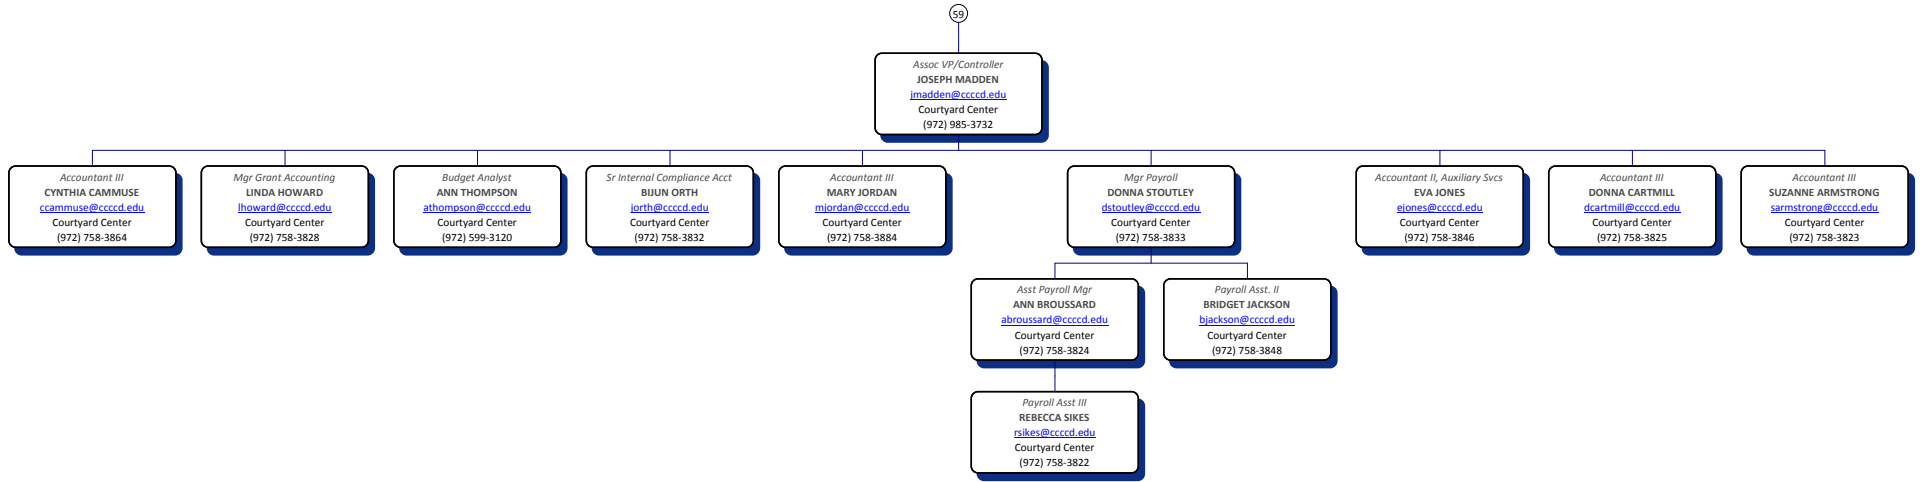 59
Assoc VP/Controller
JOSEPH MADDEN
jmadden@ccccd.edu
Courtyard Center
(972) 985-3732
Accountant III
CYNTHIA CAMMUSE
ccammuse@ccccd.edu
Courtyard Center
(972) 758-3864
Mgr Grant Accounting
LINDA HOWARD
lhoward@ccccd.edu
Courtyard Center
(972) 758-3828
Budget Analyst
ANN THOMPSON
athompson@ccccd.edu
Courtyard Center
(972) 599-3120
Sr Internal Compliance Acct
BIJUN ORTH
jorth@ccccd.edu
Courtyard Center
(972) 758-3832
Accountant III
MARY JORDAN
mjordan@ccccd.edu
Courtyard Center
(972) 758-3884
Mgr Payroll
DONNA STOUTLEY
dstoutley@ccccd.edu
Courtyard Center
(972) 758-3833
Accountant II, Auxiliary Svcs
EVA JONES
ejones@ccccd.edu
Courtyard Center
(972) 758-3846
Accountant III
DONNA CARTMILL
dcartmill@ccccd.edu
Courtyard Center
(972) 758-3825
Accountant III
SUZANNE ARMSTRONG
sarmstrong@ccccd.edu
Courtyard Center
(972) 758-3823
Asst Payroll Mgr
ANN BROUSSARD
abroussard@ccccd.edu
Courtyard Center
(972) 758-3824
Payroll Asst. II
BRIDGET JACKSON
bjackson@ccccd.edu
Courtyard Center
(972) 758-3848
Payroll Asst III
REBECCA SIKES
rsikes@ccccd.edu
Courtyard Center
(972) 758-3822